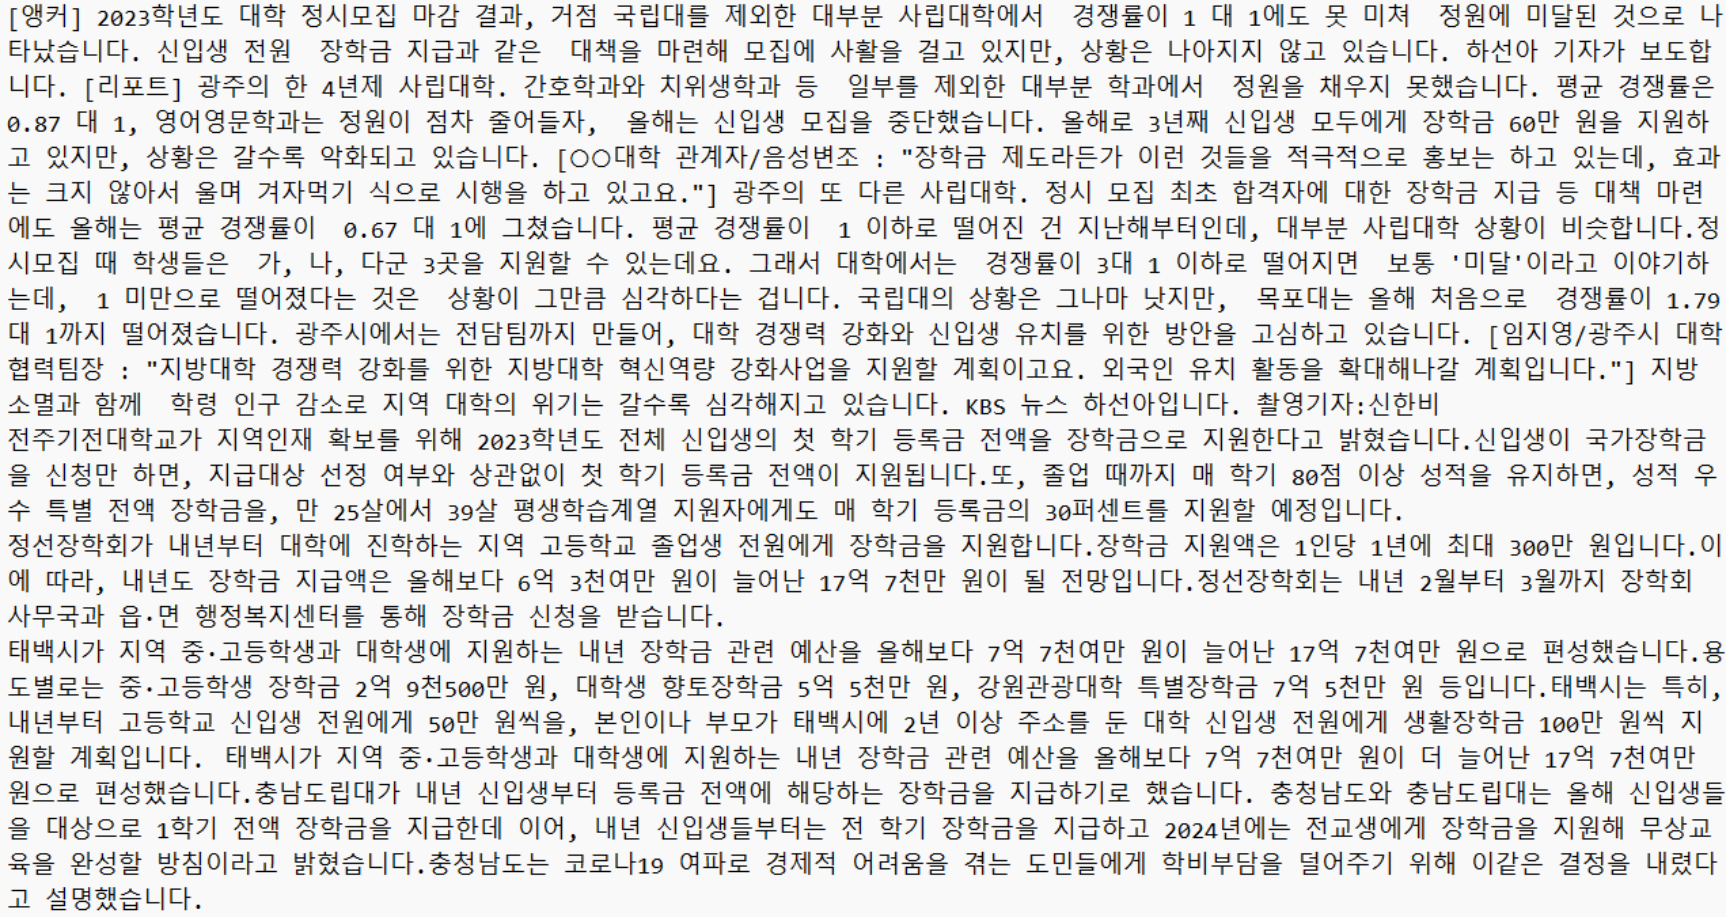 [앵커] 2023학년도 대학 정시모집 마감 결과, 거점 국립대를 제외한 대부분 사립대학에서  경쟁률이 1 대 1에도 못 미쳐  정원에 미달된 것으로 나
타났습니다. 신입생 전원  장학금 지급과 같은  대책을 마련해 모집에 사활을 걸고 있지만, 상황은 나아지지 않고 있습니다. 하선아 기자가 보도합
니다. [리포트] 광주의 한 4년제 사립대학. 간호학과와 치위생학과 등  일부를 제외한 대부분 학과에서  정원을 채우지 못했습니다. 평균 경쟁률은
0.87 대 1, 영어영문학과는 정원이 점차 줄어들자,  올해는 신입생 모집을 중단했습니다. 올해로 3년째 신입생 모두에게 장학금 60만 원을 지원하
고 있지만, 상황은 갈수록 악화되고 있습니다. [○○대학 관계자/음성변조 : "장학금 제도라든가 이런 것들을 적극적으로 홍보는 하고 있는데, 효과
는 크지 않아서 울며 겨자먹기 식으로 시행을 하고 있고요."] 광주의 또 다른 사립대학. 정시 모집 최초 합격자에 대한 장학금 지급 등 대책 마련
에도 올해는 평균 경쟁률이  0.67 대 1에 그쳤습니다. 평균 경쟁률이  1 이하로 떨어진 건 지난해부터인데, 대부분 사립대학 상황이 비슷합니다.정
시모집 때 학생들은  가, 나, 다군 3곳을 지원할 수 있는데요. 그래서 대학에서는  경쟁률이 3대 1 이하로 떨어지면  보통 '미달'이라고 이야기하
는데,  1 미만으로 떨어졌다는 것은  상황이 그만큼 심각하다는 겁니다. 국립대의 상황은 그나마 낫지만,  목포대는 올해 처음으로  경쟁률이 1.79
대 1까지 떨어졌습니다. 광주시에서는 전담팀까지 만들어, 대학 경쟁력 강화와 신입생 유치를 위한 방안을 고심하고 있습니다. [임지영/광주시 대학
협력팀장 : "지방대학 경쟁력 강화를 위한 지방대학 혁신역량 강화사업을 지원할 계획이고요. 외국인 유치 활동을 확대해나갈 계획입니다."] 지방
소멸과 함께  학령 인구 감소로 지역 대학의 위기는 갈수록 심각해지고 있습니다. KBS 뉴스 하선아입니다. 촬영기자:신한비
전주기전대학교가 지역인재 확보를 위해 2023학년도 전체 신입생의 첫 학기 등록금 전액을 장학금으로 지원한다고 밝혔습니다.신입생이 국가장학금
을 신청만 하면, 지급대상 선정 여부와 상관없이 첫 학기 등록금 전액이 지원됩니다.또, 졸업 때까지 매 학기 80점 이상 성적을 유지하면, 성적 우
수 특별 전액 장학금을, 만 25살에서 39살 평생학습계열 지원자에게도 매 학기 등록금의 30퍼센트를 지원할 예정입니다.
정선장학회가 내년부터 대학에 진학하는 지역 고등학교 졸업생 전원에게 장학금을 지원합니다.장학금 지원액은 1인당 1년에 최대 300만 원입니다.이
에 따라, 내년도 장학금 지급액은 올해보다 6억 3천여만 원이 늘어난 17억 7천만 원이 될 전망입니다.정선장학회는 내년 2월부터 3월까지 장학회
사무국과 읍·면 행정복지센터를 통해 장학금 신청을 받습니다.
태백시가 지역 중·고등학생과 대학생에 지원하는 내년 장학금 관련 예산을 올해보다 7억 7천여만 원이 늘어난 17억 7천여만 원으로 편성했습니다.용
도별로는 중·고등학생 장학금 2억 9천500만 원, 대학생 향토장학금 5억 5천만 원, 강원관광대학 특별장학금 7억 5천만 원 등입니다.태백시는 특히,
내년부터 고등학교 신입생 전원에게 50만 원씩을, 본인이나 부모가 태백시에 2년 이상 주소를 둔 대학 신입생 전원에게 생활장학금 100만 원씩 지
원할 계획입니다. 태백시가 지역 중·고등학생과 대학생에 지원하는 내년 장학금 관련 예산을 올해보다 7억 7천여만 원이 더 늘어난 17억 7천여만
원으로 편성했습니다.충남도립대가 내년 신입생부터 등록금 전액에 해당하는 장학금을 지급하기로 했습니다. 충청남도와 충남도립대는 올해 신입생들
을 대상으로 1학기 전액 장학금을 지급한데 이어, 내년 신입생들부터는 전 학기 장학금을 지급하고 2024년에는 전교생에게 장학금을 지원해 무상교
육을 완성할 방침이라고 밝혔습니다.충청남도는 코로나19 여파로 경제적 어려움을 겪는 도민들에게 학비부담을 덜어주기 위해 이같은 결정을 내렸다
고 설명했습니다.